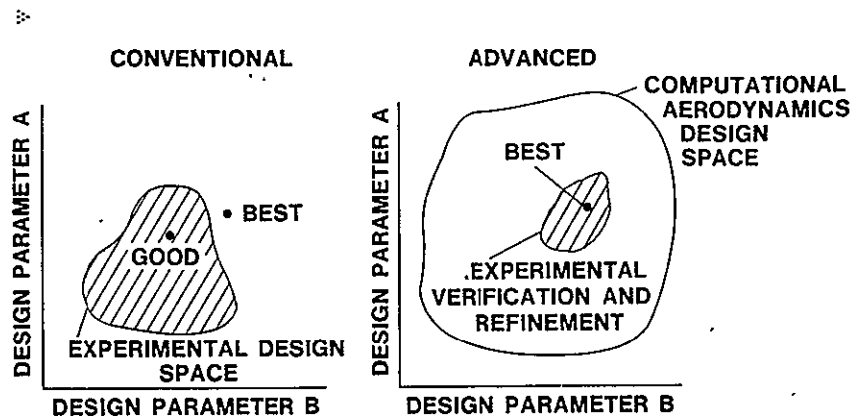 CONVENTIONAL
DESIGN PARAMETER A
BEST
GOOD
EXPERIMENTAL DESIGN
SPACE
DESIGN PARAMETER B
ADVANCED
COMPUTATIONAL
AERODYNAMICS
DESIGN
SPACE
DESIGN PARAMETER A
BEST
EXPERIMENTAL
VERIFICATION AND
REFINEMENT
DESIGN PARAMETER B